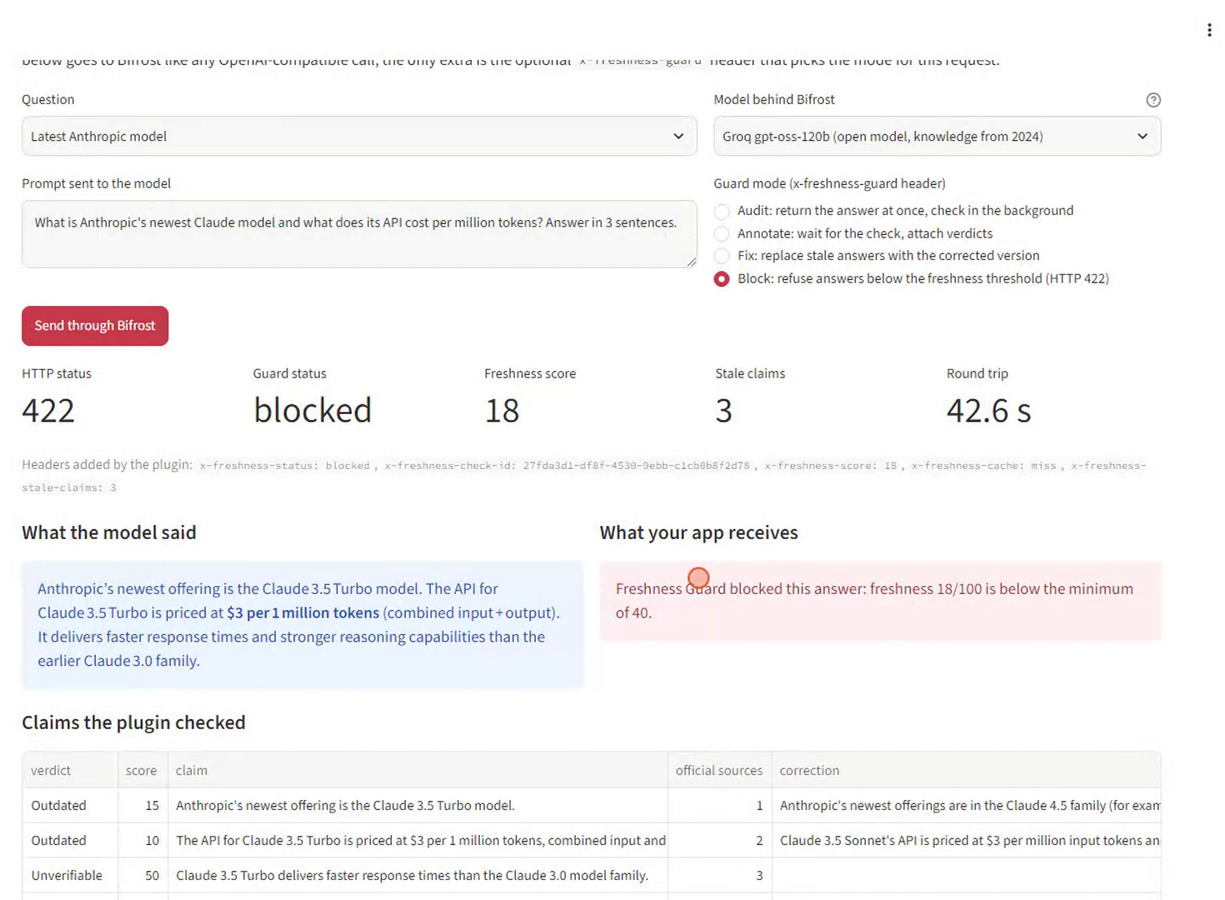 below goes to Bifrost like any OpenAI-compatible call, the only extra is the optional x-freshness-guard header that picks the mode for this request.
Question
Model behind Bifrost
Latest Anthropic model
Groq gpt-oss-120b (open model, knowledge from 2024)
Prompt sent to the model
Guard mode (x-freshness-guard header)
What is Anthropic's newest Claude model and what does its API cost per million tokens? Answer in 3 sentences.
Audit: return the answer at once, check in the background
Annotate: wait for the check, attach verdicts
Fix: replace stale answers with the corrected version
Block: refuse answers below the freshness threshold (HTTP 422)
Send through Bifrost
HTTP status Guard status Freshness score Stale claims Round trip
422 blocked 18 3 42.6 s
Headers added by the plugin: x-freshness-status: blocked , x-freshness-check-id: 27fda3d1-df8f-4530-9ebb-c1cb0b8f2d78 , x-freshness-score: 18 , x-freshness-cache: miss , x-freshness-
stale-claims: 3
What the model said
Anthropic’s newest offering is the Claude 3.5 Turbo model. The API for
Claude 3.5 Turbo is priced at $3 per 1 million tokens (combined input + output).
It delivers faster response times and stronger reasoning capabilities than the
earlier Claude 3.0 family.
What your app receives
Freshness Guard blocked this answer: freshness 18/100 is below the minimum
of 40.
Claims the plugin checked
verdict score claim official sources correction
Outdated 15 Anthropic's newest offering is the Claude 3.5 Turbo model. 1 Anthropic's newest offerings are in the Claude 4.5 family (for exam
Outdated 10 The API for Claude 3.5 Turbo is priced at $3 per 1 million tokens, combined input and 2 Claude 3.5 Sonnet's API is priced at $3 per million input tokens an
Unverifiable 50 Claude 3.5 Turbo delivers faster response times than the Claude 3.0 model family. 3